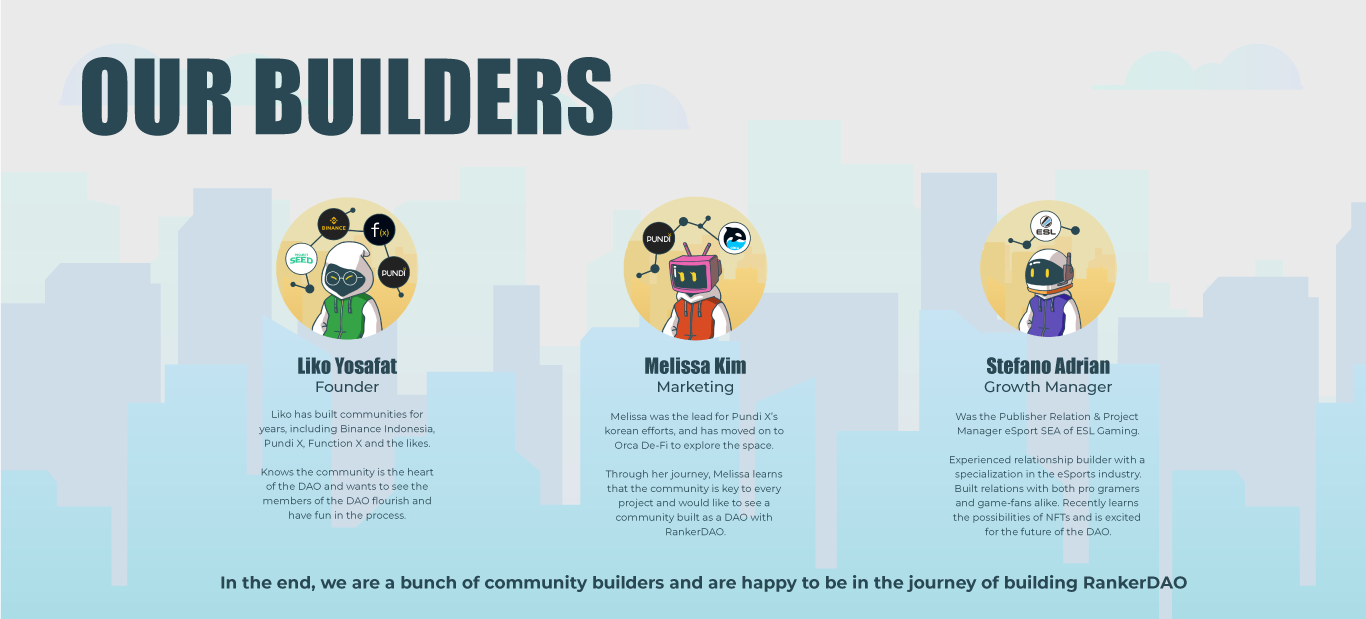 OUR BUILDERS
BINANCE
f(x)
PROJECT
SEED
PUNDI
Liko Yosafat
Founder
Liko has built communities for
years, including Binance Indonesia,
Pundi X, Function X and the likes.
Knows the community is the heart
of the DAO and wants to see the
members of the DAO flourish and
have fun in the process.
PUNDI
Melissa Kim
Marketing
Melissa was the lead for Pundi X's
korean efforts, and has moved on to
Orca De-Fi to explore the space.
Through her journey, Melissa learns
that the community is key to every
project and would like to see a
community built as a DAO with
RankerDAO.
ESL
Stefano Adrian
Growth Manager
Was the Publisher Relation & Project
Manager eSport SEA of ESL Gaming.
Experienced relationship builder with a
specialization in the eSports industry.
Built relations with both pro gramers
and game-fans alike. Recently learns
the possibilities of NFTs and is excited
for the future of the DAO.
In the end, we are a bunch of community builders and are happy to be in the journey of building RankerDAO